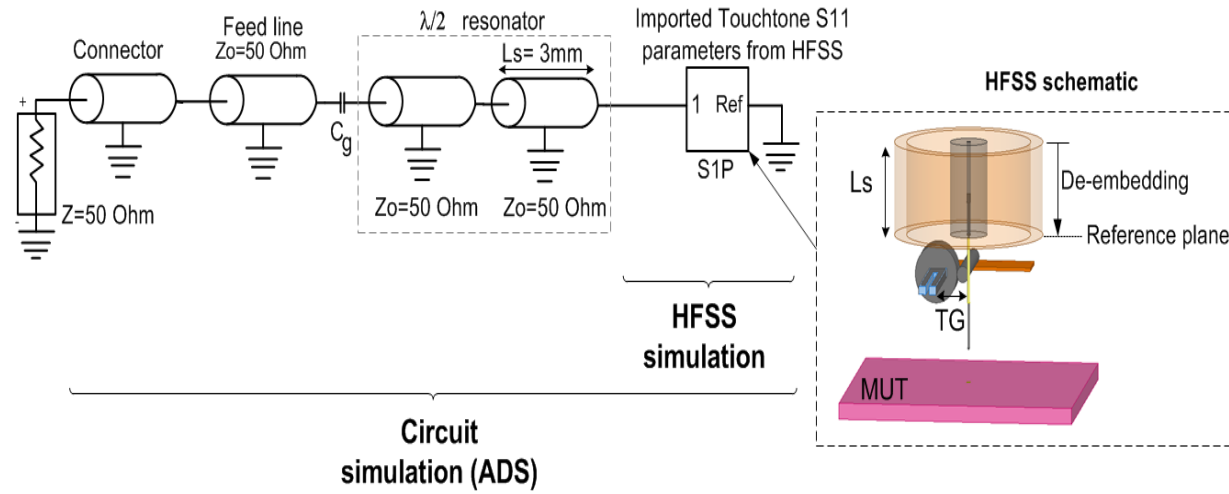 Connector
Feed line
Zo=50 Ohm
λ/2 resonator
Ls= 3mm
Imported Touchtone S11
parameters from HFSS
+
-
Z=50 Ohm
Cg
Zo=50 Ohm
Zo=50 Ohm
1 Ref
S1P
HFSS
simulation
Circuit
simulation (ADS)
HFSS schematic
Ls
De-embedding
Reference plane
TG
MUT